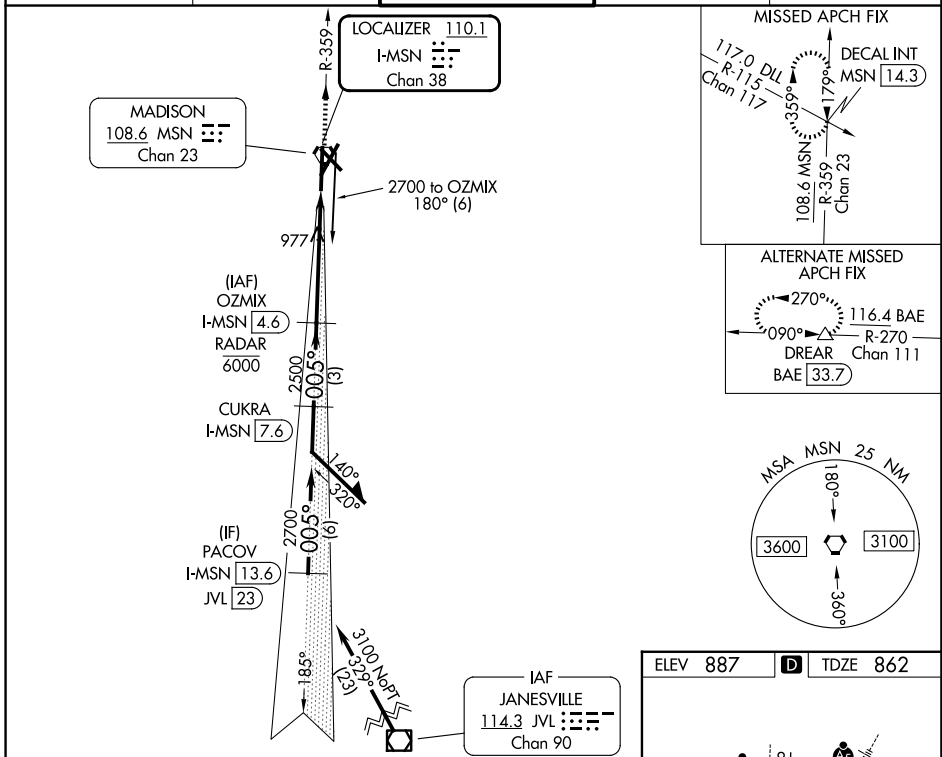 LOCALIZER 110.1
I-MSN
Chan 38
R-359
MADISON
108.6 MSN
Chan 23
2700 to OZMIX
180° (6)
977
(IAF)
OZMIX
I-MSN 4.6
RADAR
6000
2500
005°
(3)
CUKRA
I-MSN 7.6
140°
320°
2700
005°
(6)
(IF)
PACOV
I-MSN 13.6
JVL 23
185°
3100 NoPT
329°
(23)
IAF
JANESVILLE
114.3 JVL
Chan 90
MISSED APCH FIX
117.0 DLL
R-115
Chan 117
359°
179°
DECAL INT
MSN 14.3
108.6 MSN
R-359
Chan 23
ALTERNATE MISSED
APCH FIX
270°
090°
116.4 BAE
R-270
Chan 111
DREAR
BAE 33.7
MSA MSN 25 NM
180°
3600
3100
360°
ELEV 887 D TDZE 862